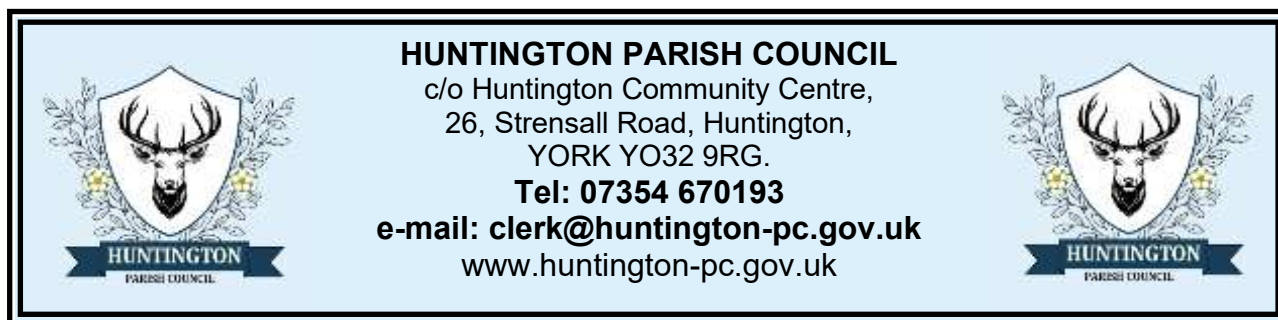 HUNTINGTON PARISH COUNCIL
c/o Huntington Community Centre,
26, Strensall Road, Huntington,
YORK YO32 9RG.
Tel: 07354 670193
e-mail: clerk@huntington-pc.gov.uk
www.huntington-pc.gov.uk
HUNTINGTON
PARISH COUNCIL
HUNTINGTON
PARISH COUNCIL